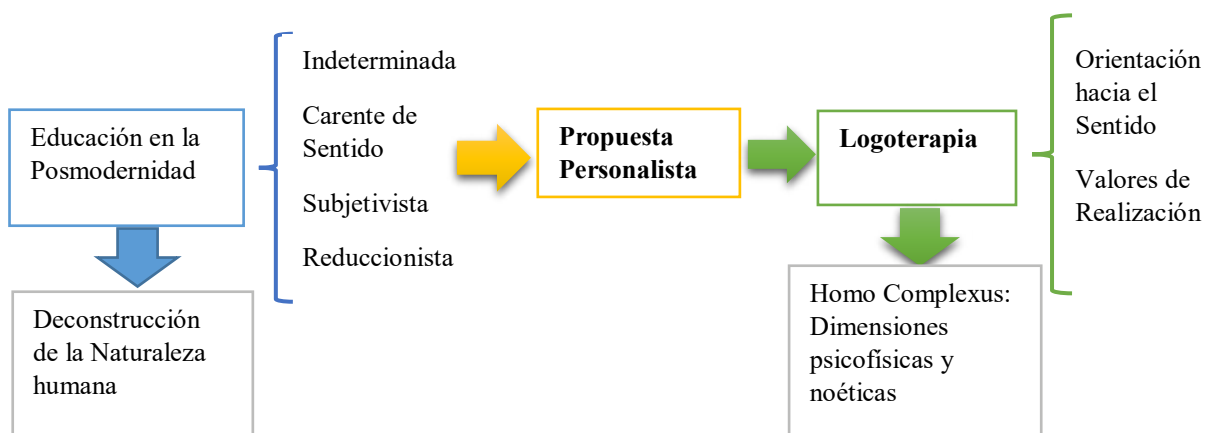 Educación en la
Posmodernidad
Deconstrucción
de la Naturaleza
humana
Indeterminada
Carente de
Sentido
Subjetivista
Reduccionista
Propuesta
Personalista
Logoterapia
Homo Complexus:
Dimensiones
psicofísicas y
noéticas
Orientación
hacia el
Sentido
Valores de
Realización